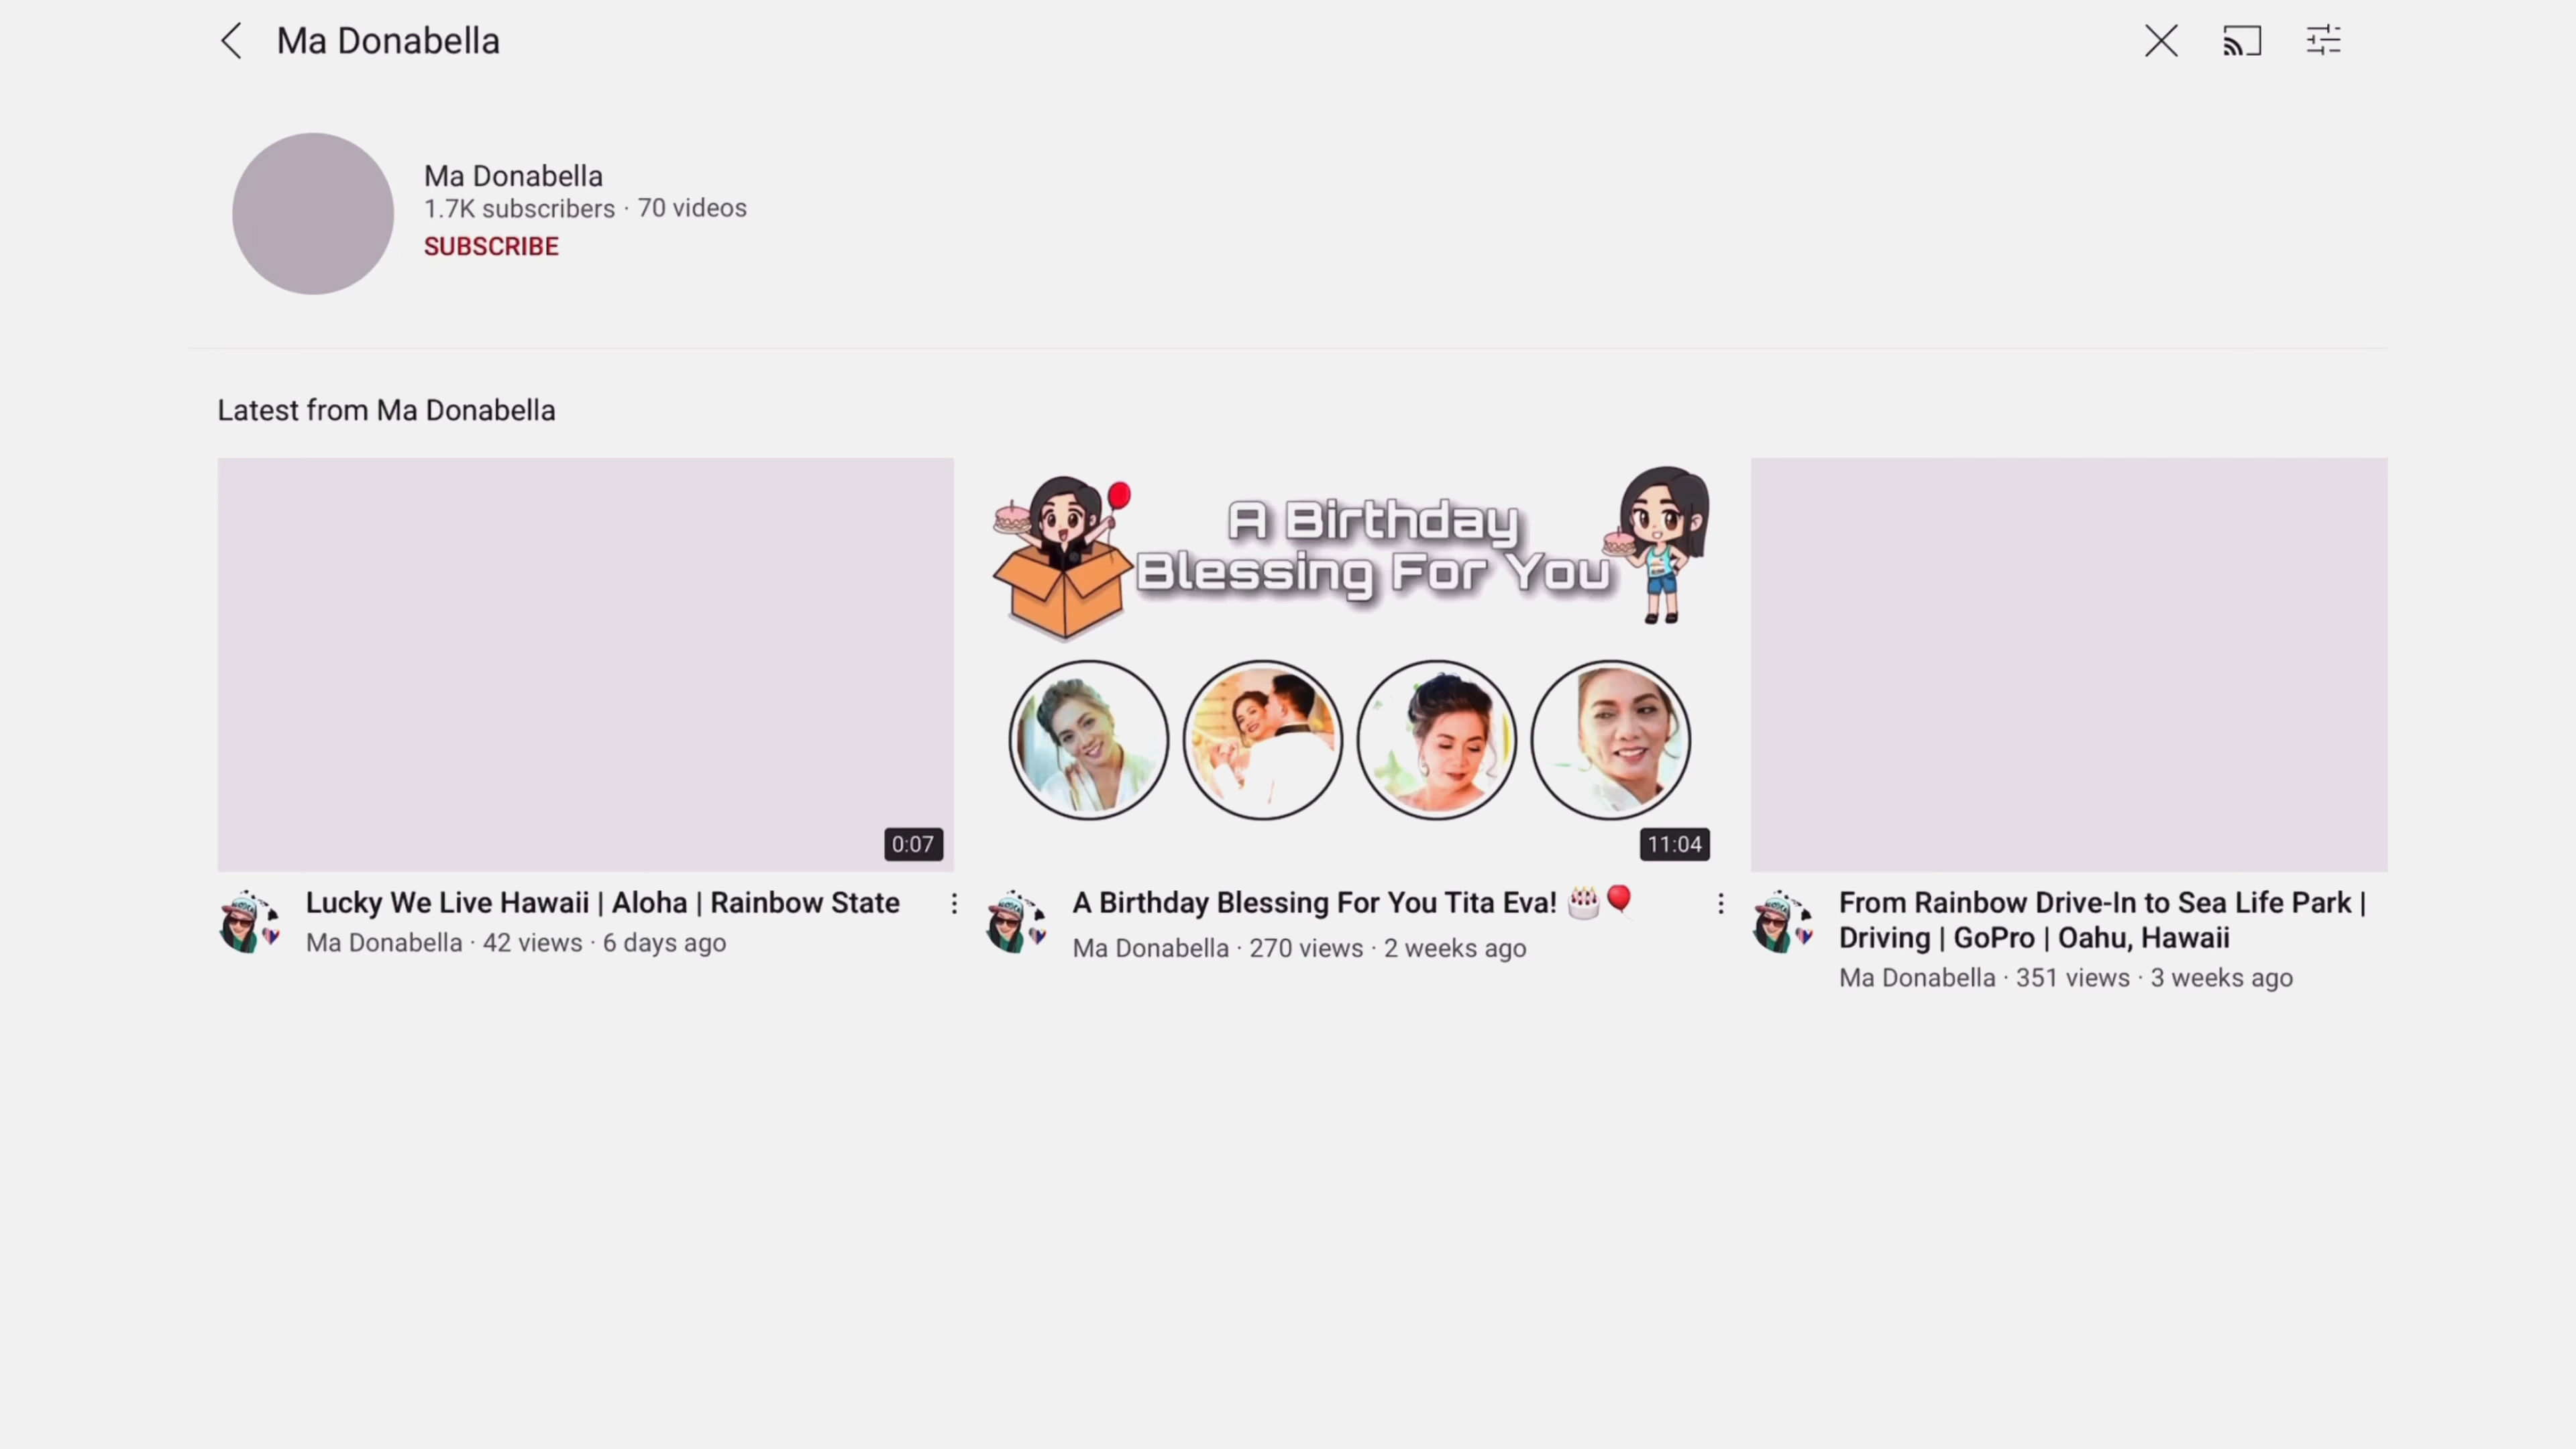 Ma Donabella
Ma Donabella
1.7K subscribers · 70 videos
SUBSCRIBE
Latest from Ma Donabella
A Birthday
Blessing For You
0:07
11:04
Lucky We Live Hawaii | Aloha | Rainbow State
Ma Donabella · 42 views · 6 days ago
A Birthday Blessing For You Tita Eva! 🎂🎈
Ma Donabella · 270 views · 2 weeks ago
From Rainbow Drive-In to Sea Life Park |
Driving | GoPro | Oahu, Hawaii
Ma Donabella · 351 views · 3 weeks ago